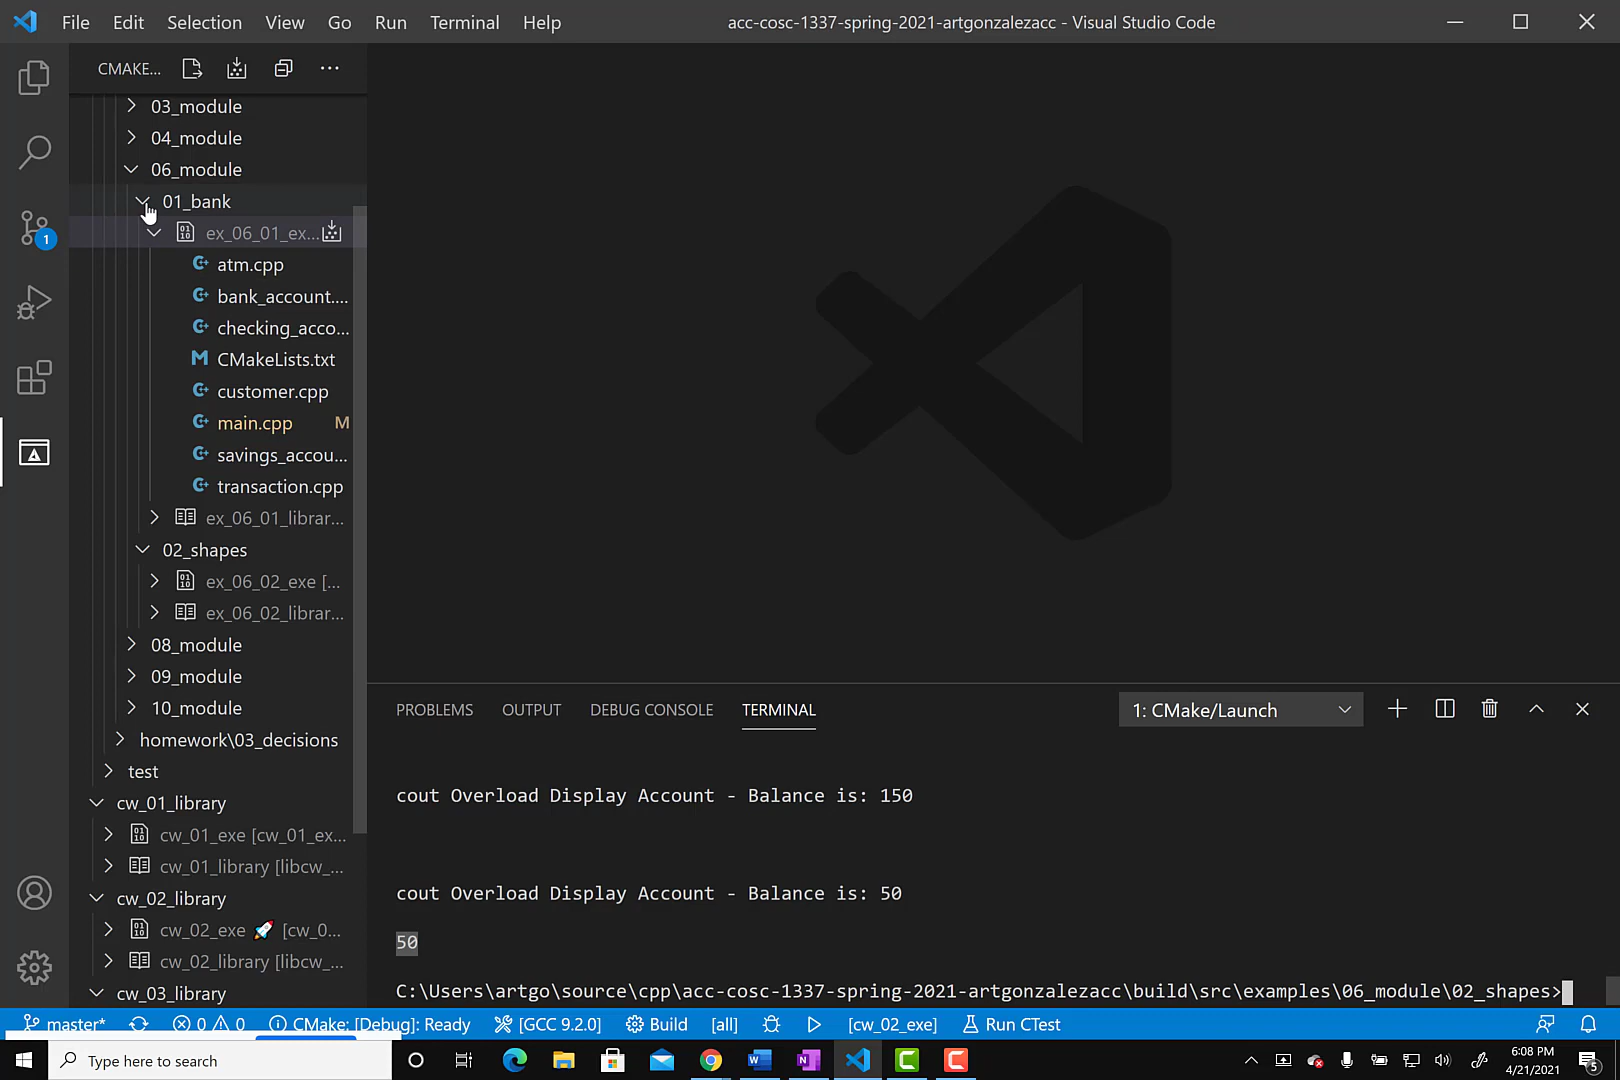 File Edit Selection View Go Run Terminal Help
acc-cosc-1337-spring-2021-artgonzalezacc - Visual Studio Code
CMAKE...
03_module
04_module
06_module
01_bank
ex_06_01_ex...
atm.cpp
bank_account....
checking_acco...
CMakeLists.txt
customer.cpp
main.cpp M
savings_accou...
transaction.cpp
ex_06_01_librar...
02_shapes
ex_06_02_exe [...
ex_06_02_librar...
08_module
09_module
10_module
homework\03_decisions
test
cw_01_library
cw_01_exe [cw_01_ex...
cw_01_library [libcw_...
cw_02_library
cw_02_exe 🚀 [cw_0...
cw_02_library [libcw_...
cw_03_library
1
PROBLEMS OUTPUT DEBUG CONSOLE TERMINAL
1: CMake/Launch
cout Overload Display Account - Balance is: 150
cout Overload Display Account - Balance is: 50
50
C:\Users\artgo\source\cpp\acc-cosc-1337-spring-2021-artgonzalezacc\build\src\examples\06_module\02_shapes>
master* 0 0 CMake: [Debug]: Ready [GCC 9.2.0] Build [all] [cw_02_exe] Run CTest
Type here to search
6:08 PM
4/21/2021
5